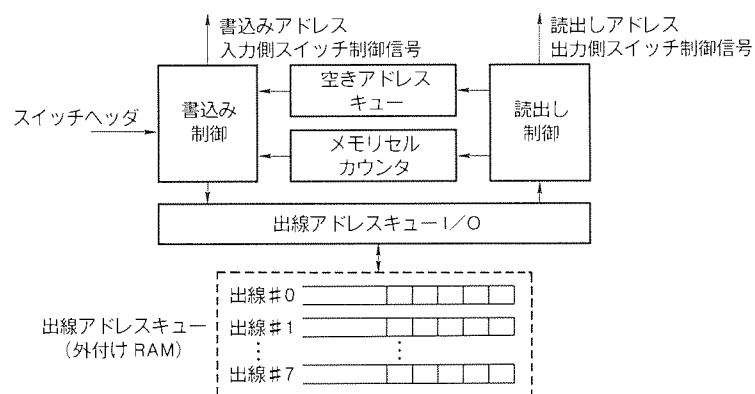 書込みアドレス
入力側スイッチ制御信号
読出しアドレス
出力側スイッチ制御信号
スイッチヘッダ
書込み
制御
空きアドレス
キュー
メモリセル
カウンタ
読出し
制御
出線アドレスキューI/O
出線アドレスキュー
(外付けRAM)
出線#0
出線#1
出線#7